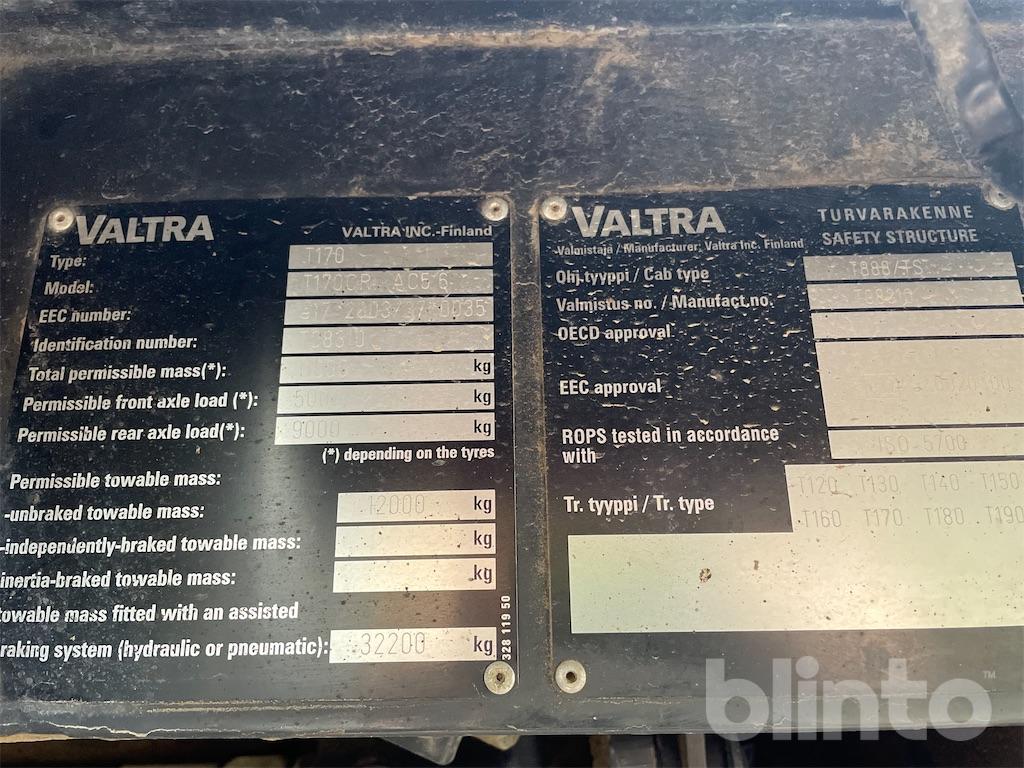 VALTRA
VALTRA INC.-Finland
Type: T170
Model:
EEC number:
Identification number:
Total permissible mass(*): kg
Permissible front axle load (*): kg
Permissible rear axle load(*): 9000 kg
(*) depending on the tyres
Permissible towable mass:
-unbraked towable mass: 12000 kg
-independently-braked towable mass: kg
inertia-braked towable mass: kg
towable mass fitted with an assisted
raking system (hydraulic or pneumatic): 32200 kg
328 119 50
VALTRA
TURVARAKENNE
SAFETY STRUCTURE
Valmistaja / Manufacturer: Valtra Inc. Finland
Ohj.tyyppi / Cab type T888/TS
Valmistus no. / Manufact.no.
OECD approval
EEC approval
ROPS tested in accordance
with ISO 5700
Tr. tyyppi / Tr. type
T120 T130 T140 T150
T160 T170 T180 T190
blinto™